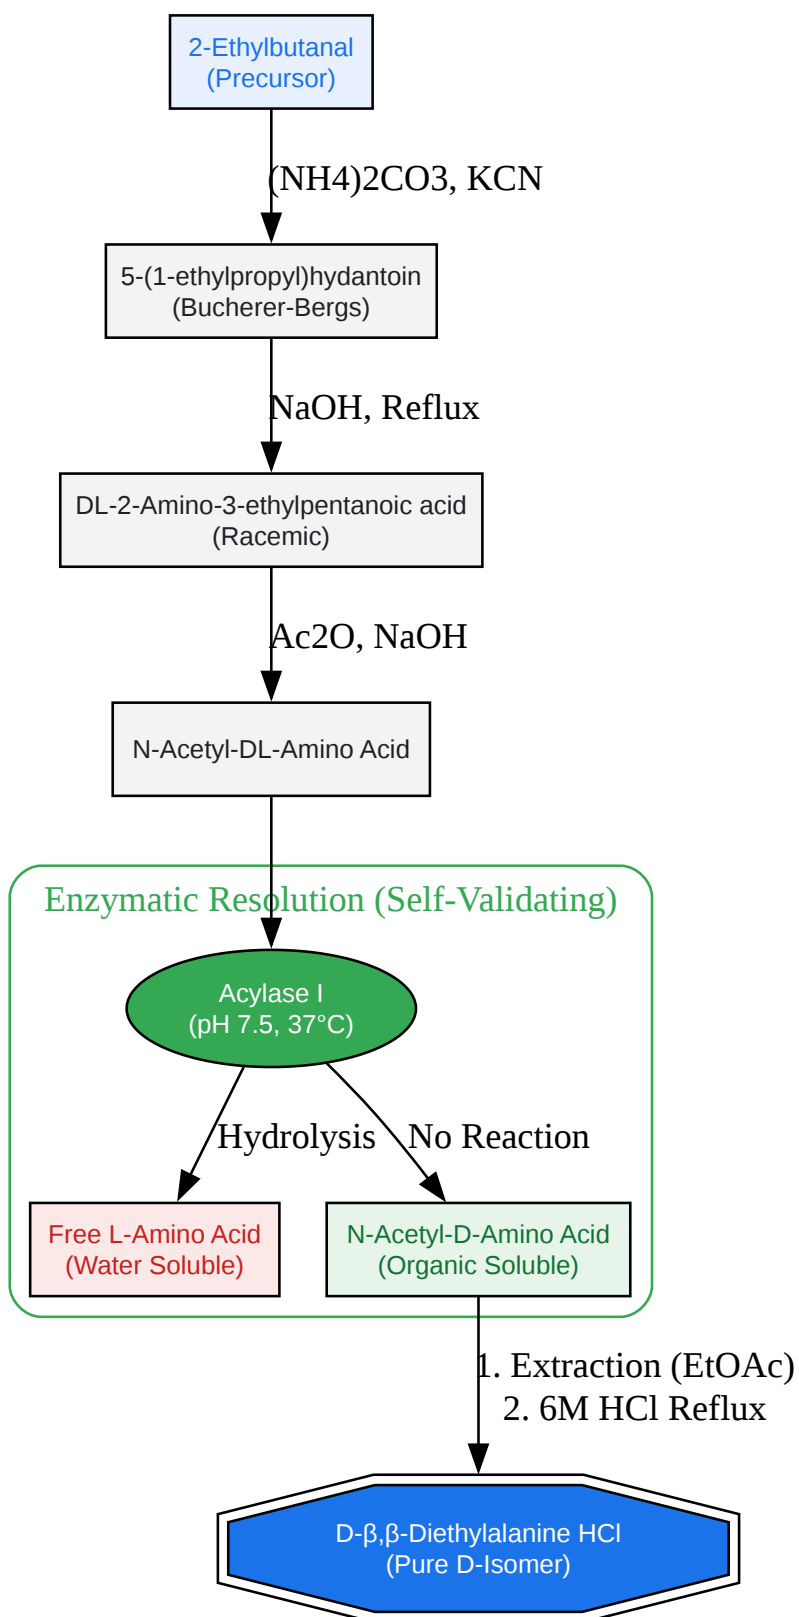 2-Ethylbutanal
(Precursor)
(NH4)2CO3, KCN
5-(1-ethylpropyl)hydantoin
(Bucherer-Bergs)
NaOH, Reflux
DL-2-Amino-3-ethylpentanoic acid
(Racemic)
Ac2O, NaOH
N-Acetyl-DL-Amino Acid
Enzymatic Resolution (Self-Validating)
Acylase I
(pH 7.5, 37°C)
Hydrolysis
No Reaction
Free L-Amino Acid
(Water Soluble)
N-Acetyl-D-Amino Acid
(Organic Soluble)
1. Extraction (EtOAc)
2. 6M HCl Reflux
D-β,β-Diethylalanine HCl
(Pure D-Isomer)